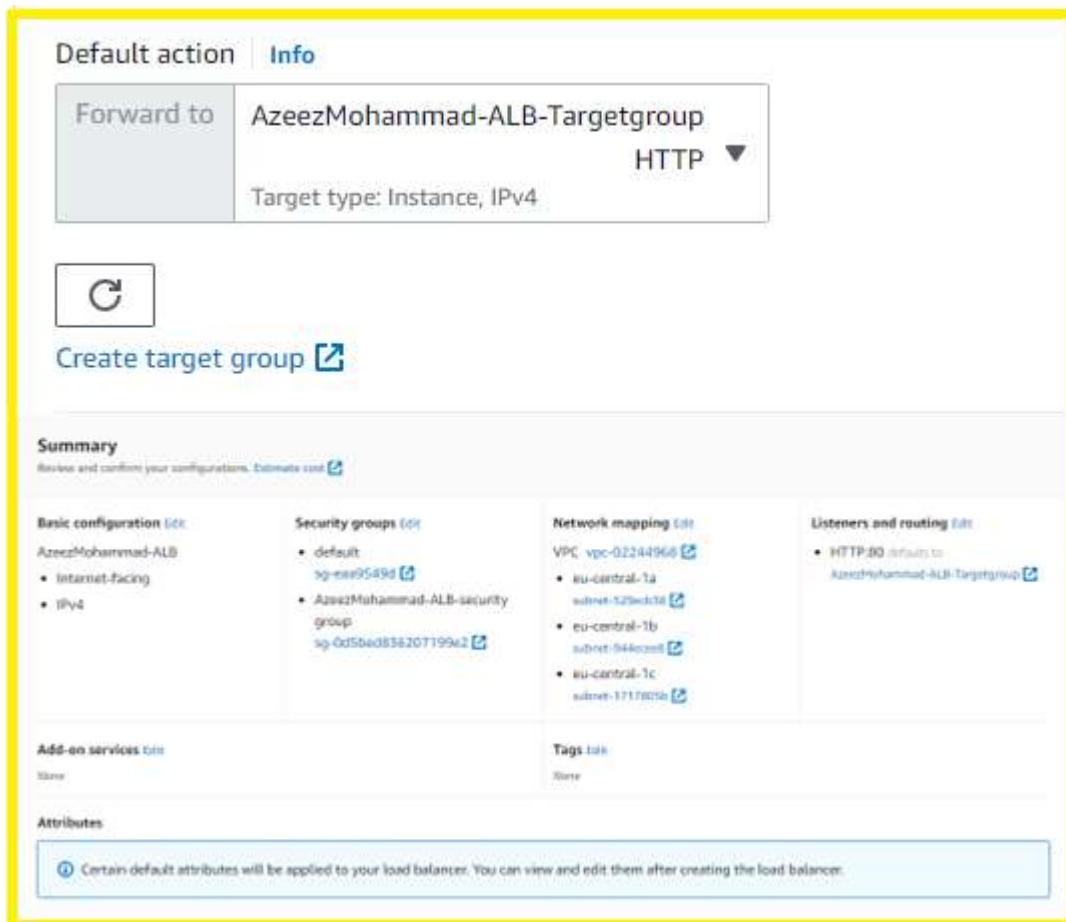 Default action Info
Forward to
AzeezMohammad-ALB-Targetgroup
HTTP
Target type: Instance, IPv4
Create target group
Summary
Review and confirm your configurations. Estimate cost
Basic configuration Edit
AzeezMohammad-ALB
• Internet-facing
• IPv4
Security groups Edit
• default
sg-eaa9549d
• AzeezMohammad-ALB-security
group
sg-0d5bed836207199e2
Network mapping Edit
VPC vpc-02244968
• eu-central-1a
• eu-central-1b
• eu-central-1c
Listeners and routing Edit
• HTTP:80 defaults to
AzeezMohammad-ALB-Targetgroup
Add-on services Edit
None
Tags Edit
None
Attributes
Certain default attributes will be applied to your load balancer. You can view and edit them after creating the load balancer.